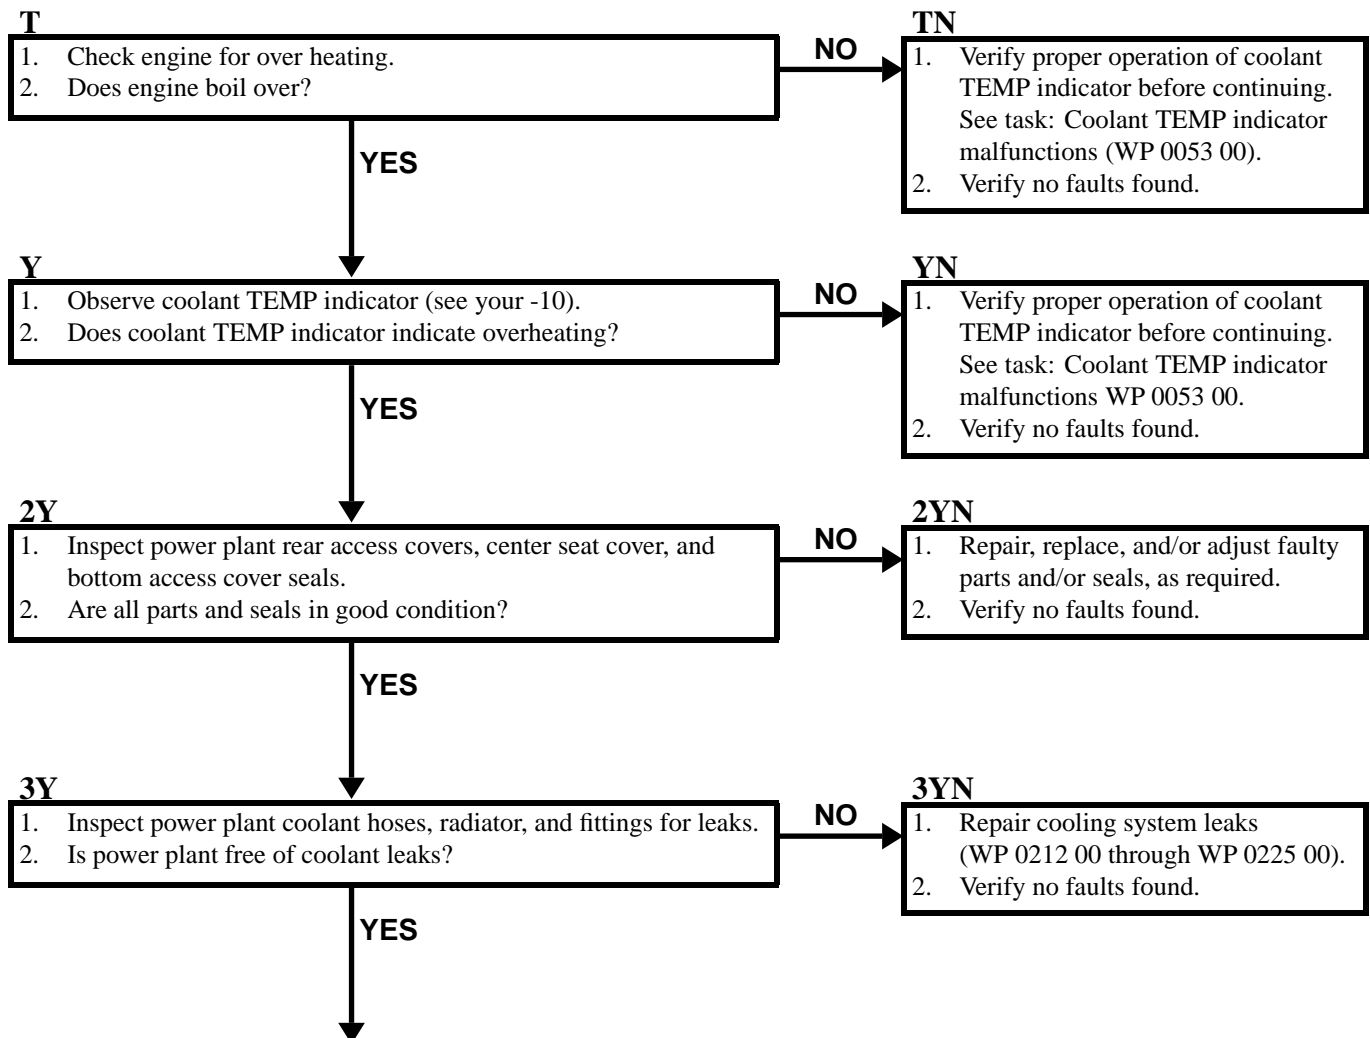 T
1. Check engine for over heating.
2. Does engine boil over?
NO
TN
1. Verify proper operation of coolant
TEMP indicator before continuing.
See task: Coolant TEMP indicator
malfunctions (WP 0053 00).
2. Verify no faults found.
YES
Y
1. Observe coolant TEMP indicator (see your -10).
2. Does coolant TEMP indicator indicate overheating?
NO
YN
1. Verify proper operation of coolant
TEMP indicator before continuing.
See task: Coolant TEMP indicator
malfunctions WP 0053 00.
2. Verify no faults found.
YES
2Y
1. Inspect power plant rear access covers, center seat cover, and
bottom access cover seals.
2. Are all parts and seals in good condition?
NO
2YN
1. Repair, replace, and/or adjust faulty
parts and/or seals, as required.
2. Verify no faults found.
YES
3Y
1. Inspect power plant coolant hoses, radiator, and fittings for leaks.
2. Is power plant free of coolant leaks?
NO
3YN
1. Repair cooling system leaks
(WP 0212 00 through WP 0225 00).
2. Verify no faults found.
YES